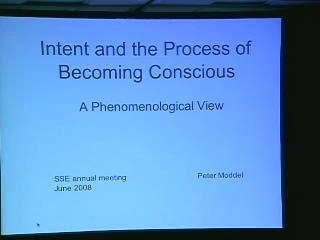 Intent and the Process of
Becoming Conscious
A Phenomenological View
SSE annual meeting
June 2008
Peter Moddel